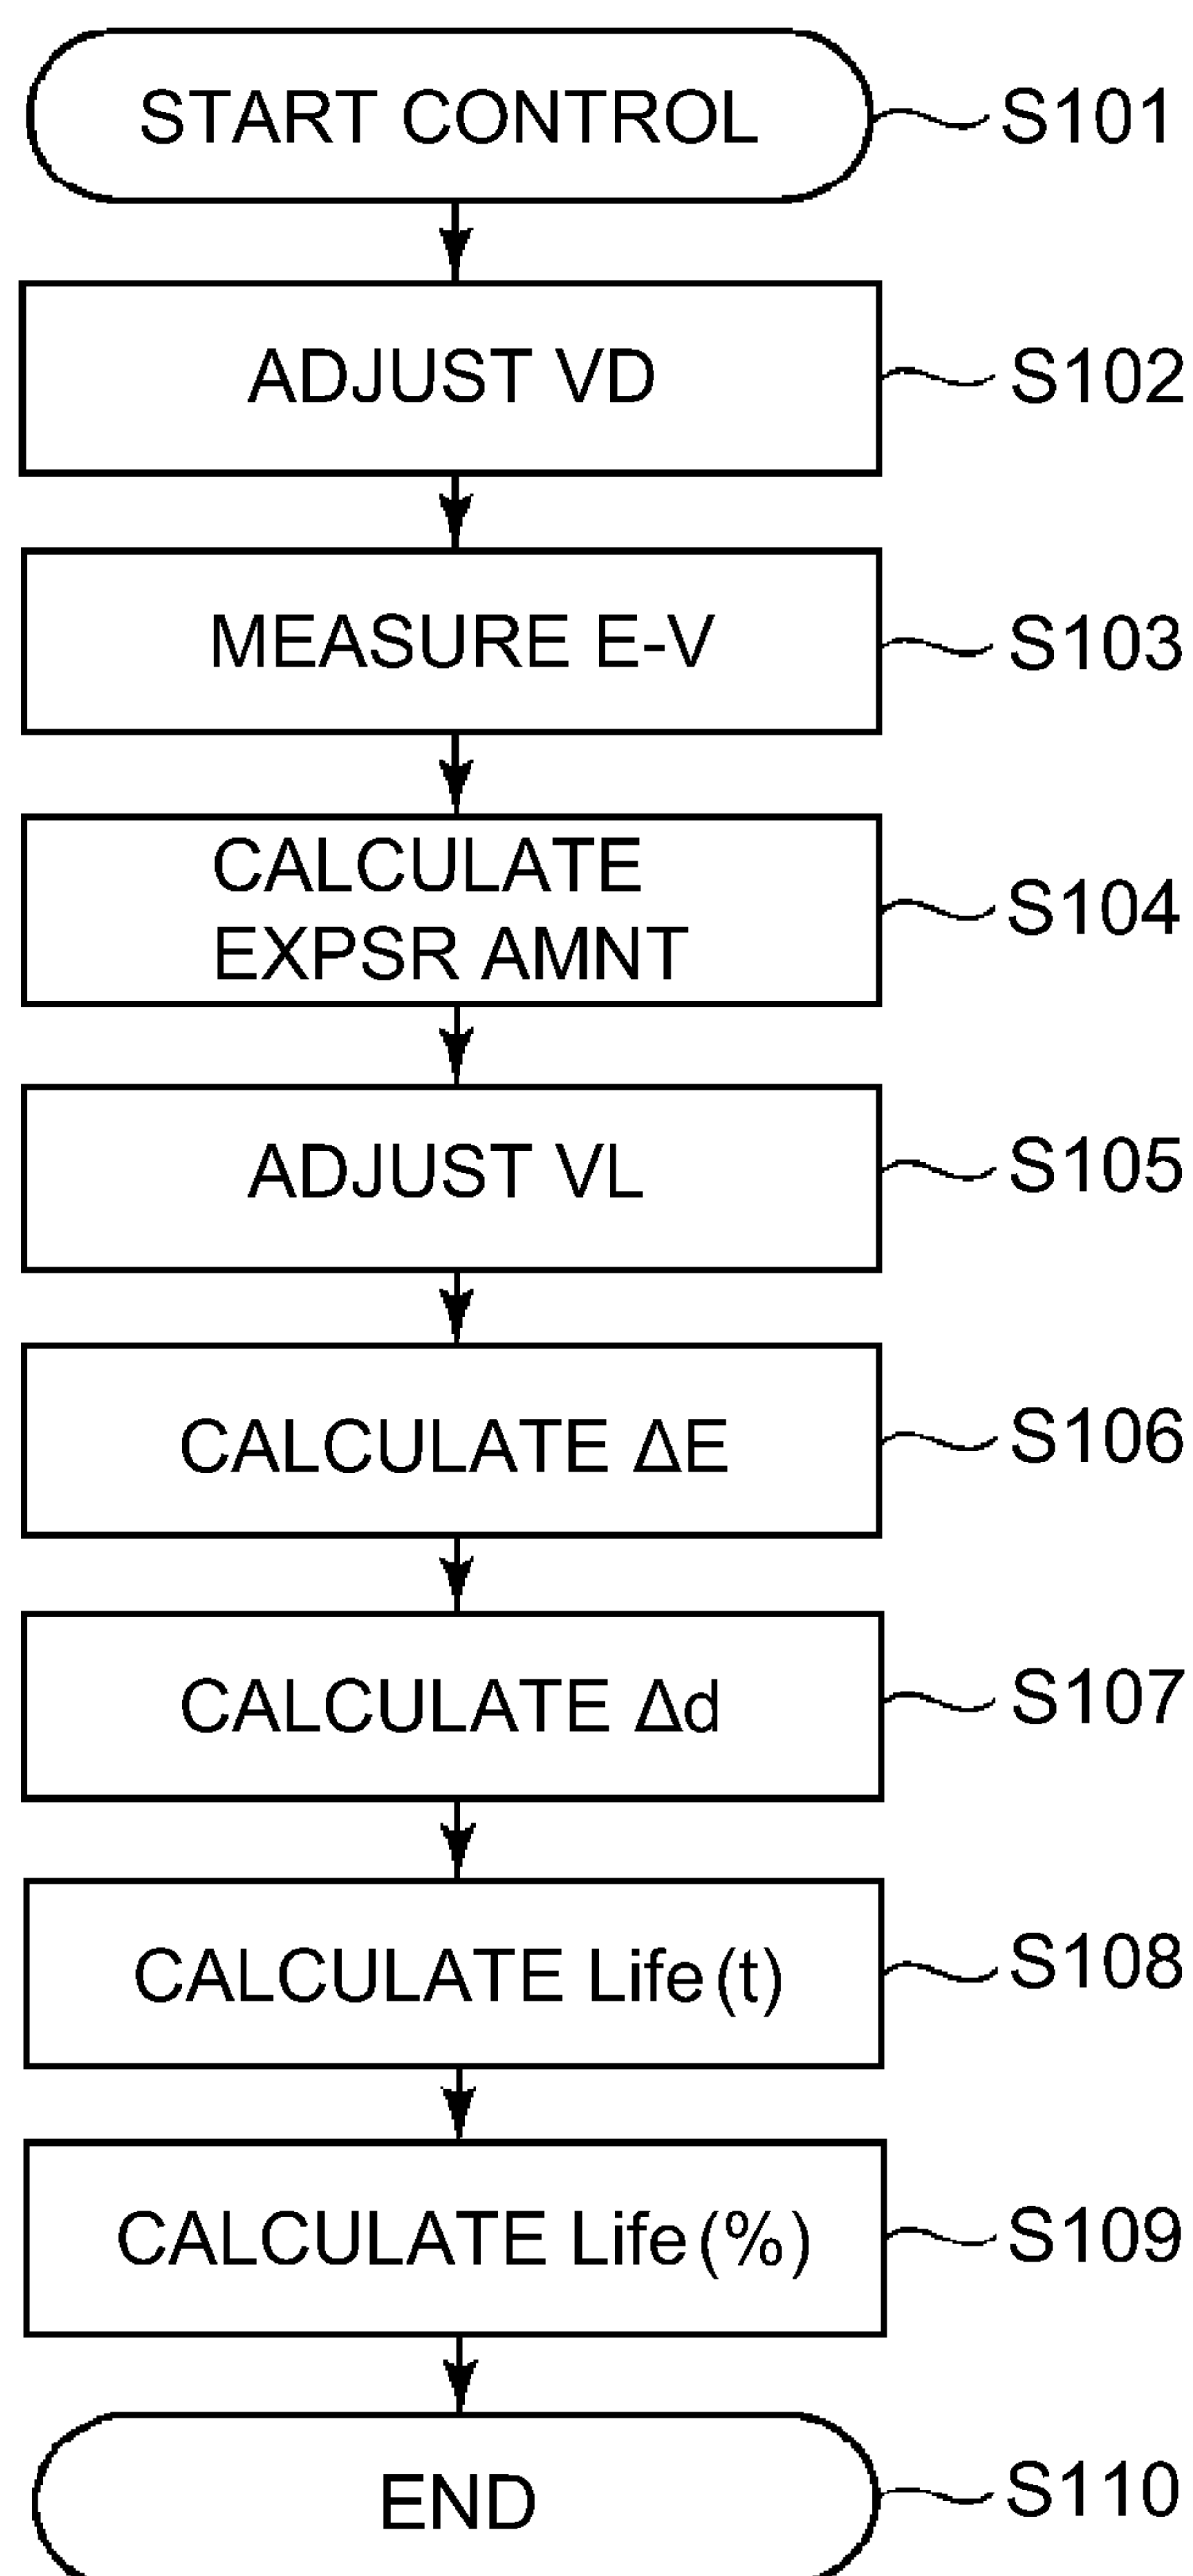 START CONTROL S101
ADJUST VD S102
MEASURE E-V S103
CALCULATE
EXPSR AMNT S104
ADJUST VL S105
CALCULATE ΔE S106
CALCULATE Δd S107
CALCULATE Life(t) S108
CALCULATE Life(%) S109
END S110